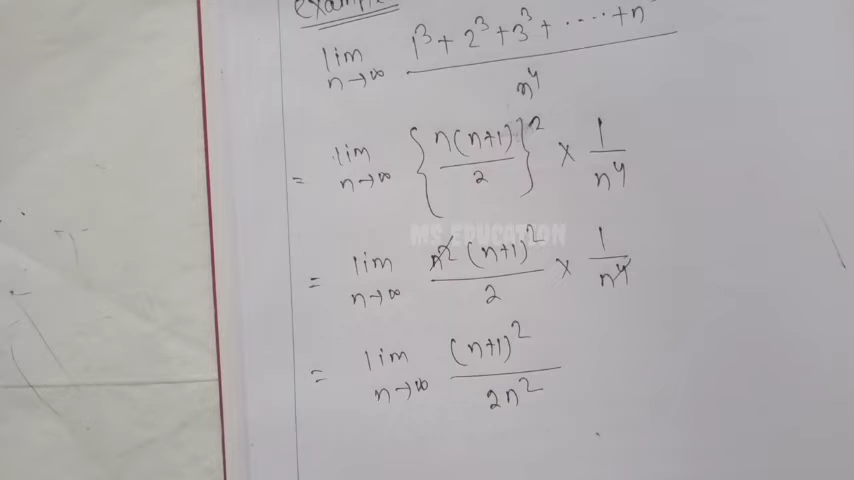 example
lim n→∞ 1³ + 2³ + 3³ + ..... + n / n⁴
= lim n→∞ { n(n+1) / 2 }² × 1 / n⁴
MS EDUCATION
= lim n→∞ n² (n+1)² / 2 × 1 / n⁴
= lim n→∞ (n+1)² / 2n²